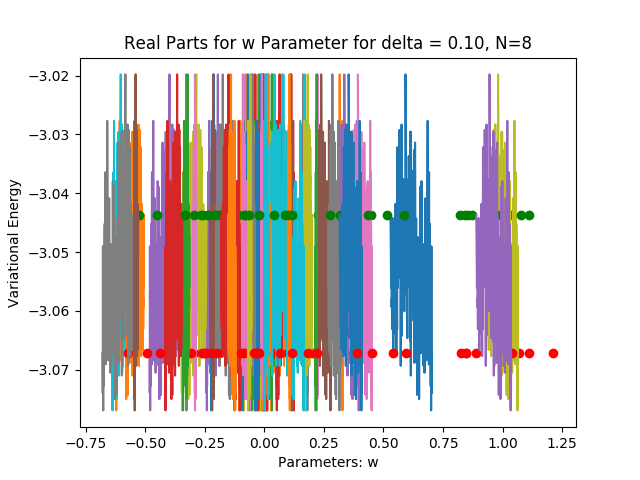 Real Parts for w Parameter for delta = 0.10, N=8
−3.02
−3.03
−3.04
−3.05
−3.06
−3.07
Variational Energy
−0.75 −0.50 −0.25 0.00 0.25 0.50 0.75 1.00 1.25
Parameters: w